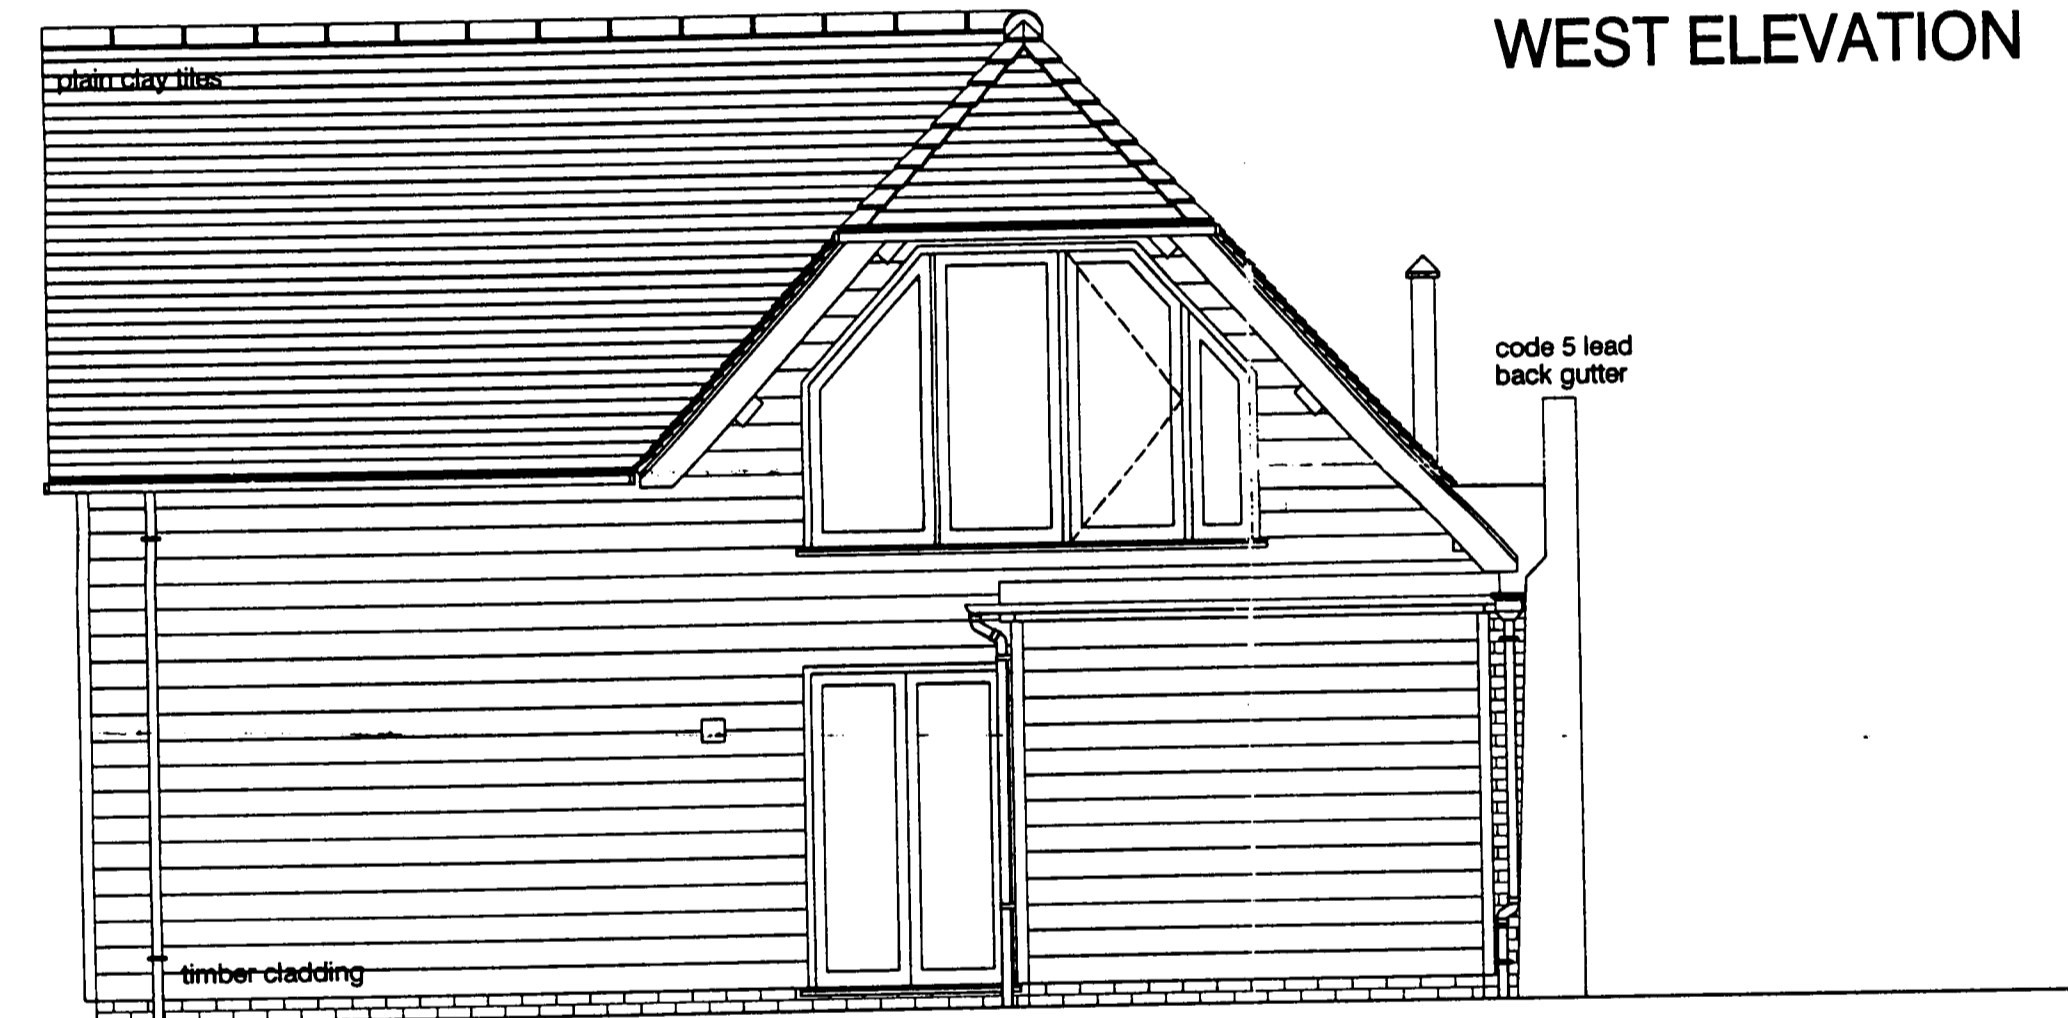 WEST ELEVATION
plain clay tiles
code 5 lead
back gutter
timber cladding